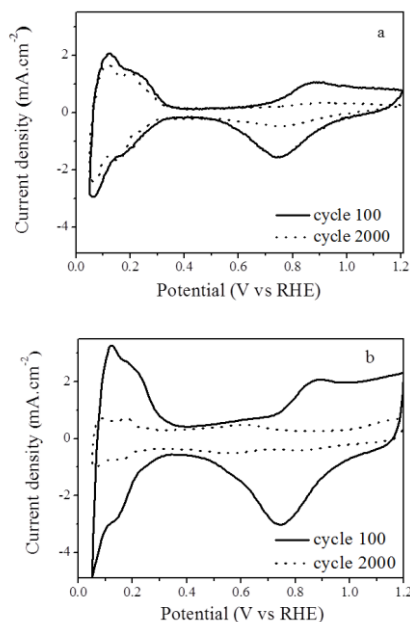 a
Current density (mA.cm-2)
2
0
-2
-4
cycle 100
cycle 2000
0.0 0.2 0.4 0.6 0.8 1.0 1.2
Potential (V vs RHE)
b
Current density (mA.cm-2)
2
0
-2
-4
cycle 100
cycle 2000
0.0 0.2 0.4 0.6 0.8 1.0 1.2
Potential (V vs RHE)